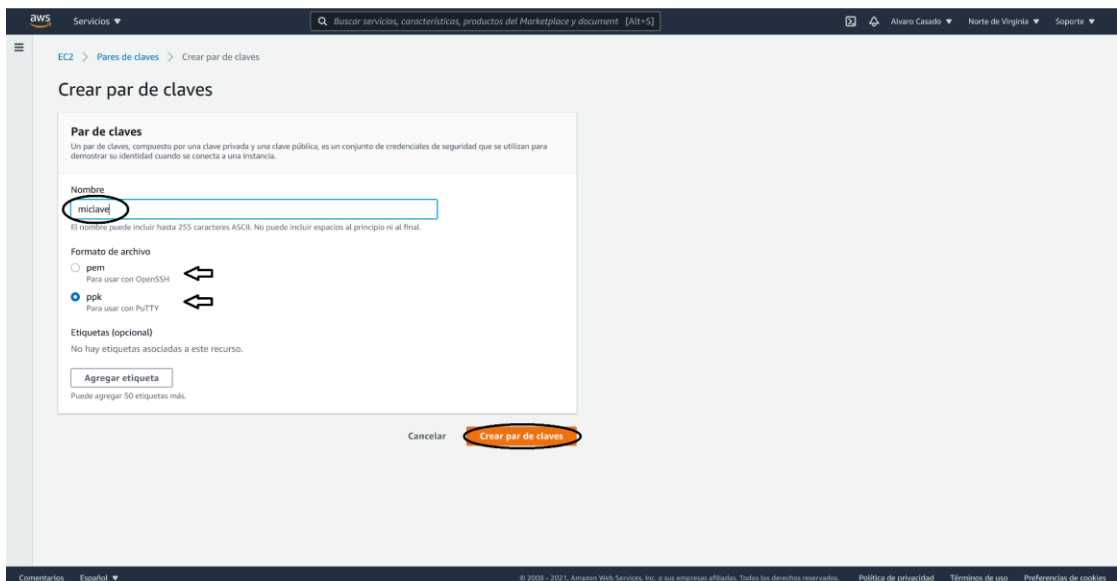 aws Servicios ▼ Buscar servicios, características, productos del Marketplace y document [Alt+S] Alvaro Casado ▼ Norte de Virginia ▼ Soporte ▼
EC2 > Pares de claves > Crear par de claves
Crear par de claves
Par de claves
Un par de claves, compuesto por una clave privada y una clave pública, es un conjunto de credenciales de seguridad que se utilizan para
demostrar su identidad cuando se conecta a una instancia.
Nombre
miclave
El nombre puede incluir hasta 255 caracteres ASCII. No puede incluir espacios al principio ni al final.
Formato de archivo
pem
Para usar con OpenSSH
ppk
Para usar con PuTTY
Etiquetas (opcional)
No hay etiquetas asociadas a este recurso.
Agregar etiqueta
Puede agregar 50 etiquetas más.
Cancelar Crear par de claves
Comentarios Español ▼ © 2008 - 2021, Amazon Web Services, Inc. o sus empresas afiliadas. Todos los derechos reservados. Política de privacidad Términos de uso Preferencias de cookies